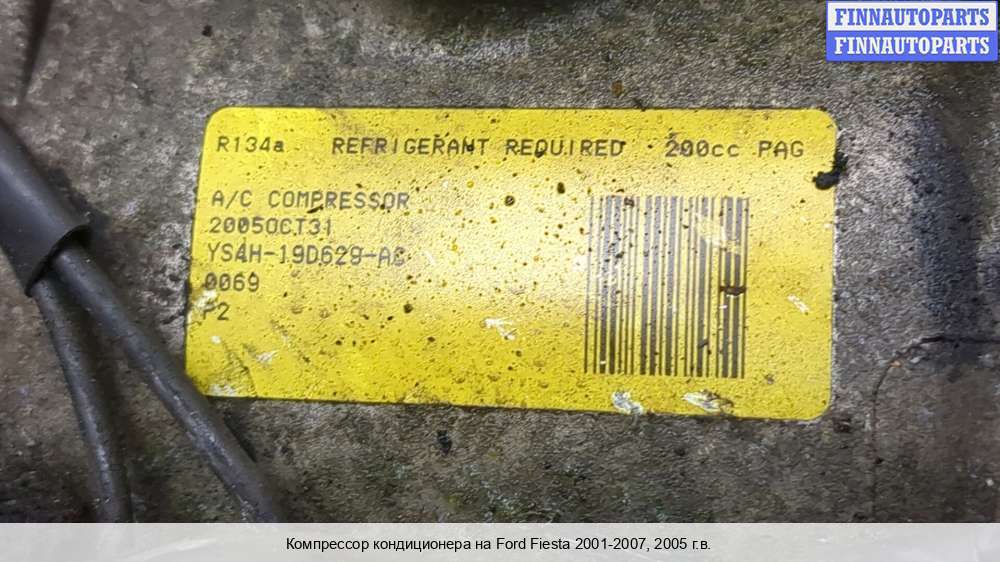 FINNAUTOPARTS
FINNAUTOPARTS
R134a REFRIGERANT REQUIRED 200cc PAG
A/C COMPRESSOR
2005OCT31
YS4H-19D629-AC
0069
P2
Компрессор кондиционера на Ford Fiesta 2001-2007, 2005 г.в.